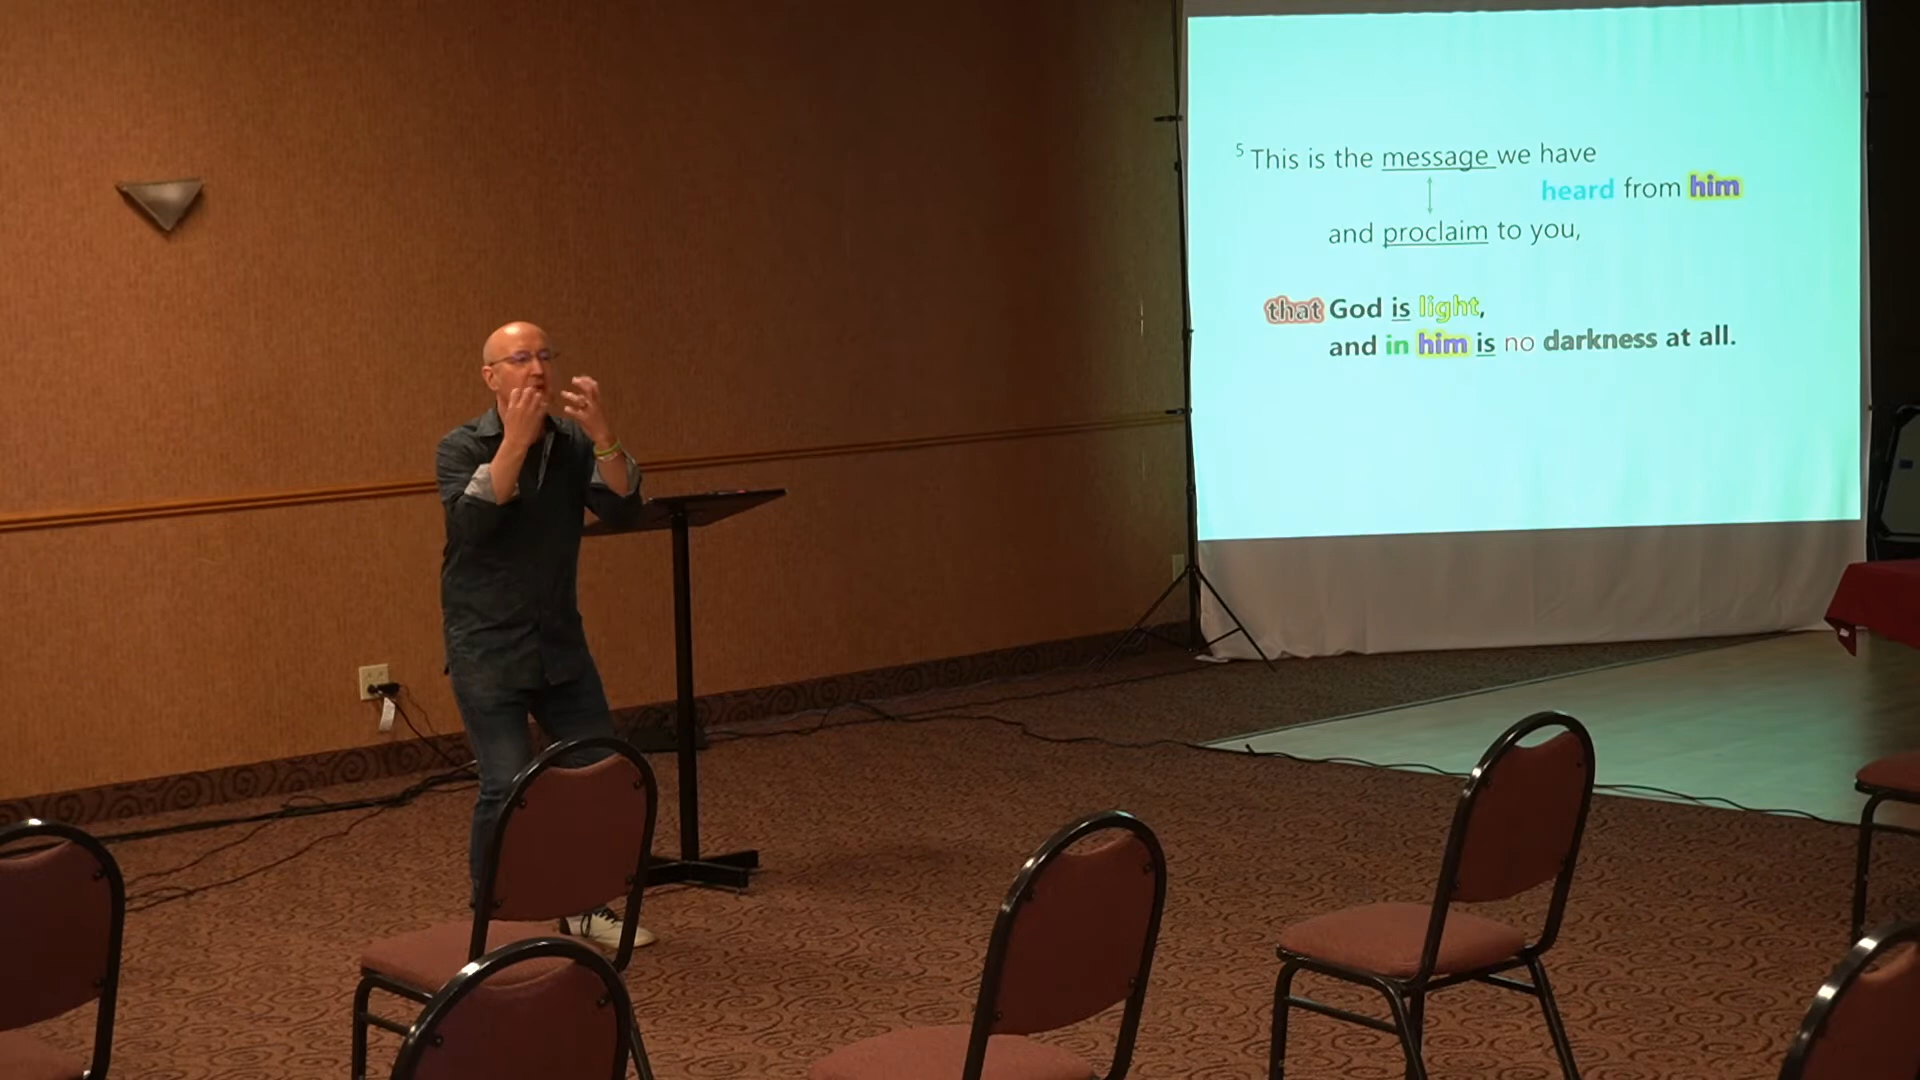 5 This is the message we have
heard from him
and proclaim to you,
that God is light,
and in him is no darkness at all.